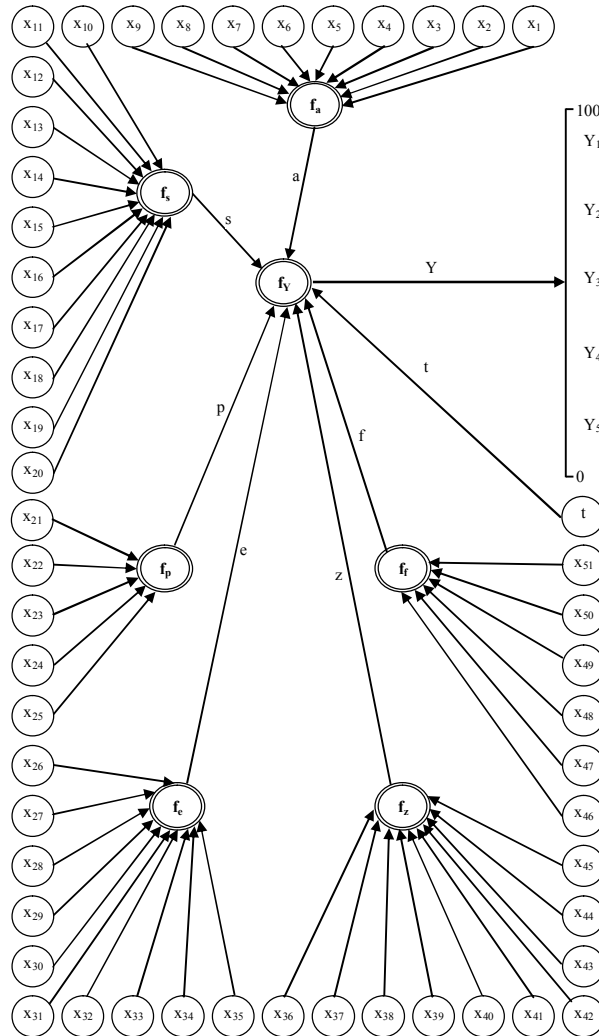 x11 x10 x9 x8 x7 x6 x5 x4 x3 x2 x1
x12
fa
100
x13
Y1
a
x14
fs
x15
s
Y2
x16
fY
Y
Y3
x17
x18
t
Y4
p
x19
f
Y5
x20
0
x21
t
e
x22
fp
z
ff
x51
x23
x50
x24
x49
x25
x48
x26
x47
x27
fe
fz
x46
x28
x45
x29
x44
x30
x43
x31 x32 x33 x34 x35 x36 x37 x38 x39 x40 x41 x42